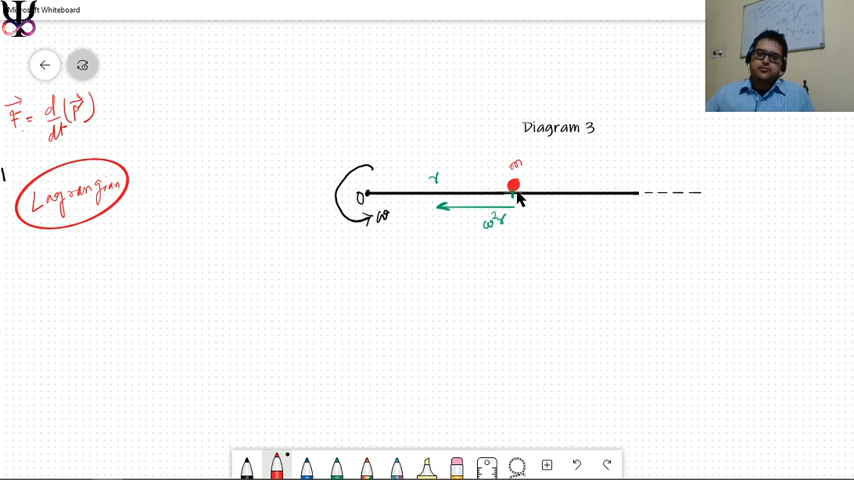 Microsoft Whiteboard
F⃗ = d/dt (P⃗)
Diagram 3
m
r
Lagrangian
O
ω
ω²r